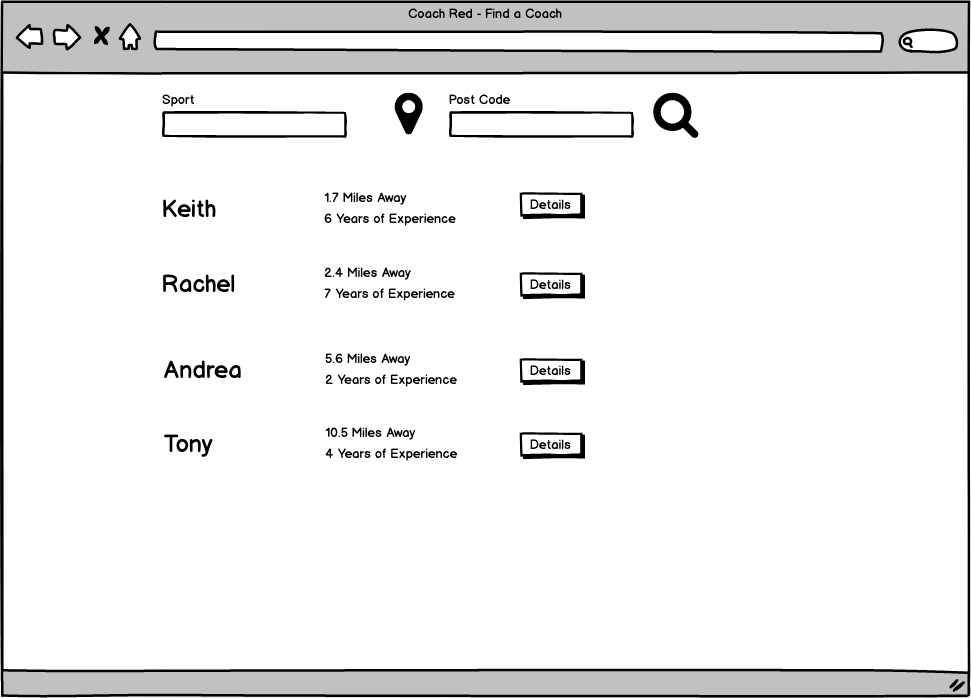 Coach Red - Find a Coach
Sport
Post Code
Keith
1.7 Miles Away
6 Years of Experience
Details
Rachel
2.4 Miles Away
7 Years of Experience
Details
Andrea
5.6 Miles Away
2 Years of Experience
Details
Tony
10.5 Miles Away
4 Years of Experience
Details